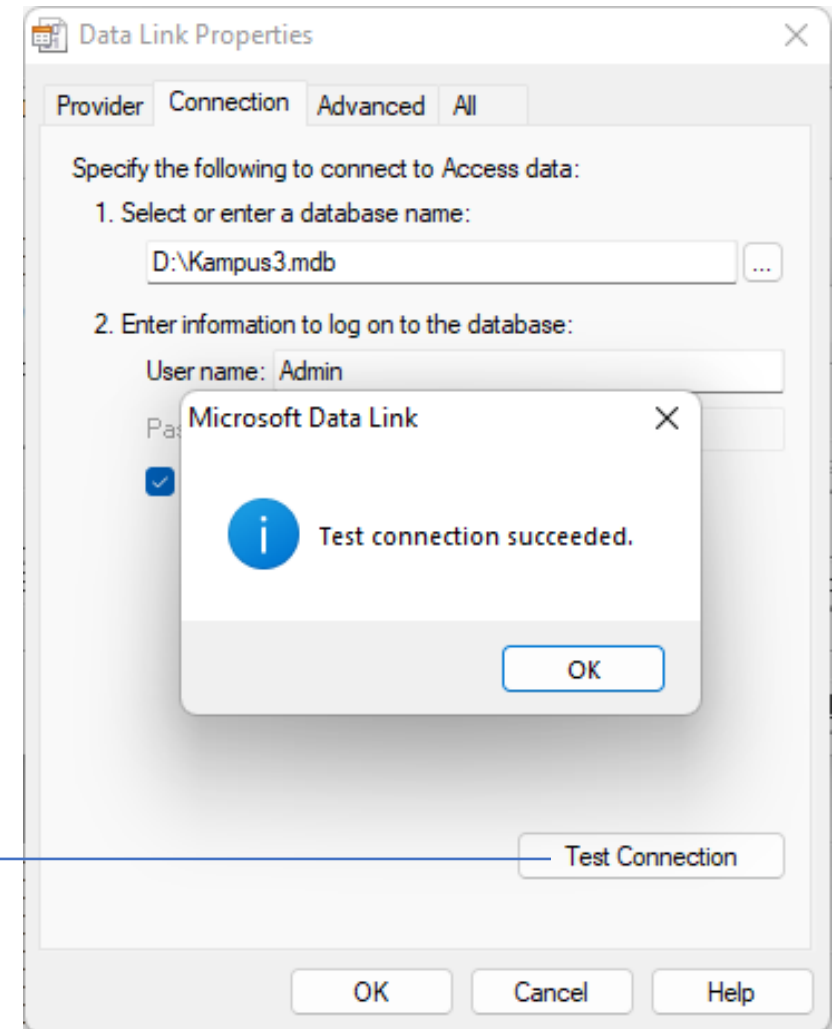 Data Link Properties
Provider Connection Advanced All
Specify the following to connect to Access data:
1. Select or enter a database name:
D:\Kampus3.mdb
...
2. Enter information to log on to the database:
User name: Admin
Pas
Microsoft Data Link
Test connection succeeded.
OK
Test Connection
OK Cancel Help